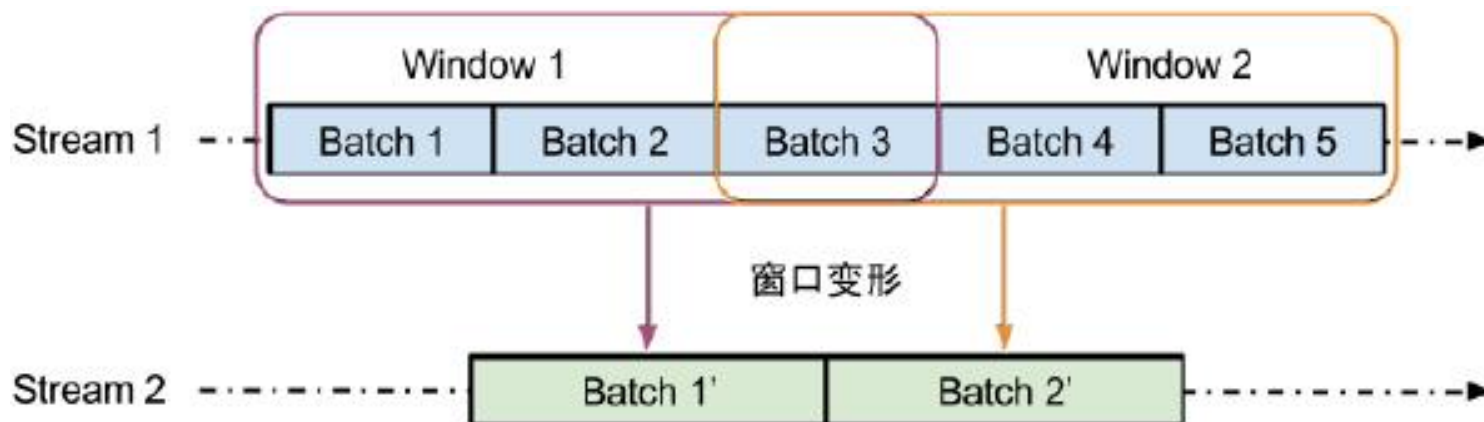 Window 1 Window 2
Stream 1 Batch 1 Batch 2 Batch 3 Batch 4 Batch 5
窗口变形
Stream 2 Batch 1' Batch 2'